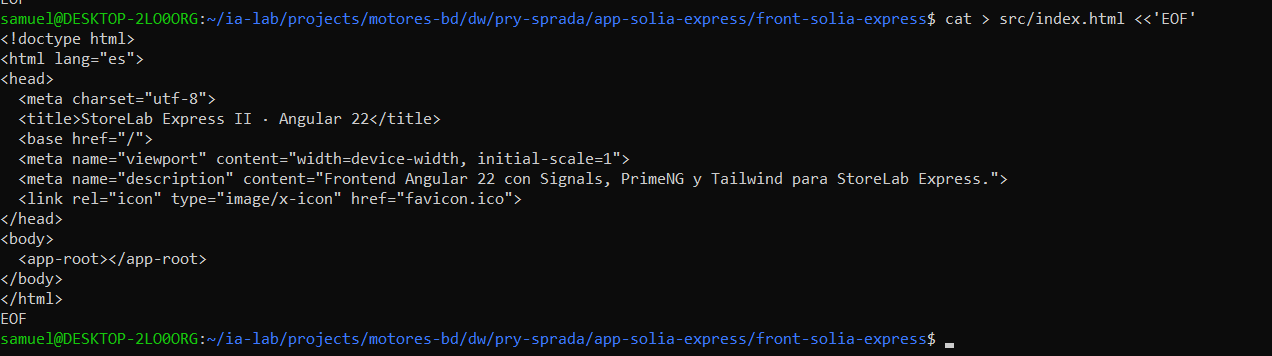 EOF
samuel@DESKTOP-2LO0ORG:~/ia-lab/projects/motores-bd/dw/pry-sprada/app-solia-express/front-solia-express$ cat > src/index.html <<'EOF'
<!doctype html>
<html lang="es">
<head>
  <meta charset="utf-8">
  <title>StoreLab Express II · Angular 22</title>
  <base href="/">
  <meta name="viewport" content="width=device-width, initial-scale=1">
  <meta name="description" content="Frontend Angular 22 con Signals, PrimeNG y Tailwind para StoreLab Express.">
  <link rel="icon" type="image/x-icon" href="favicon.ico">
</head>
<body>
  <app-root></app-root>
</body>
</html>
EOF
samuel@DESKTOP-2LO0ORG:~/ia-lab/projects/motores-bd/dw/pry-sprada/app-solia-express/front-solia-express$